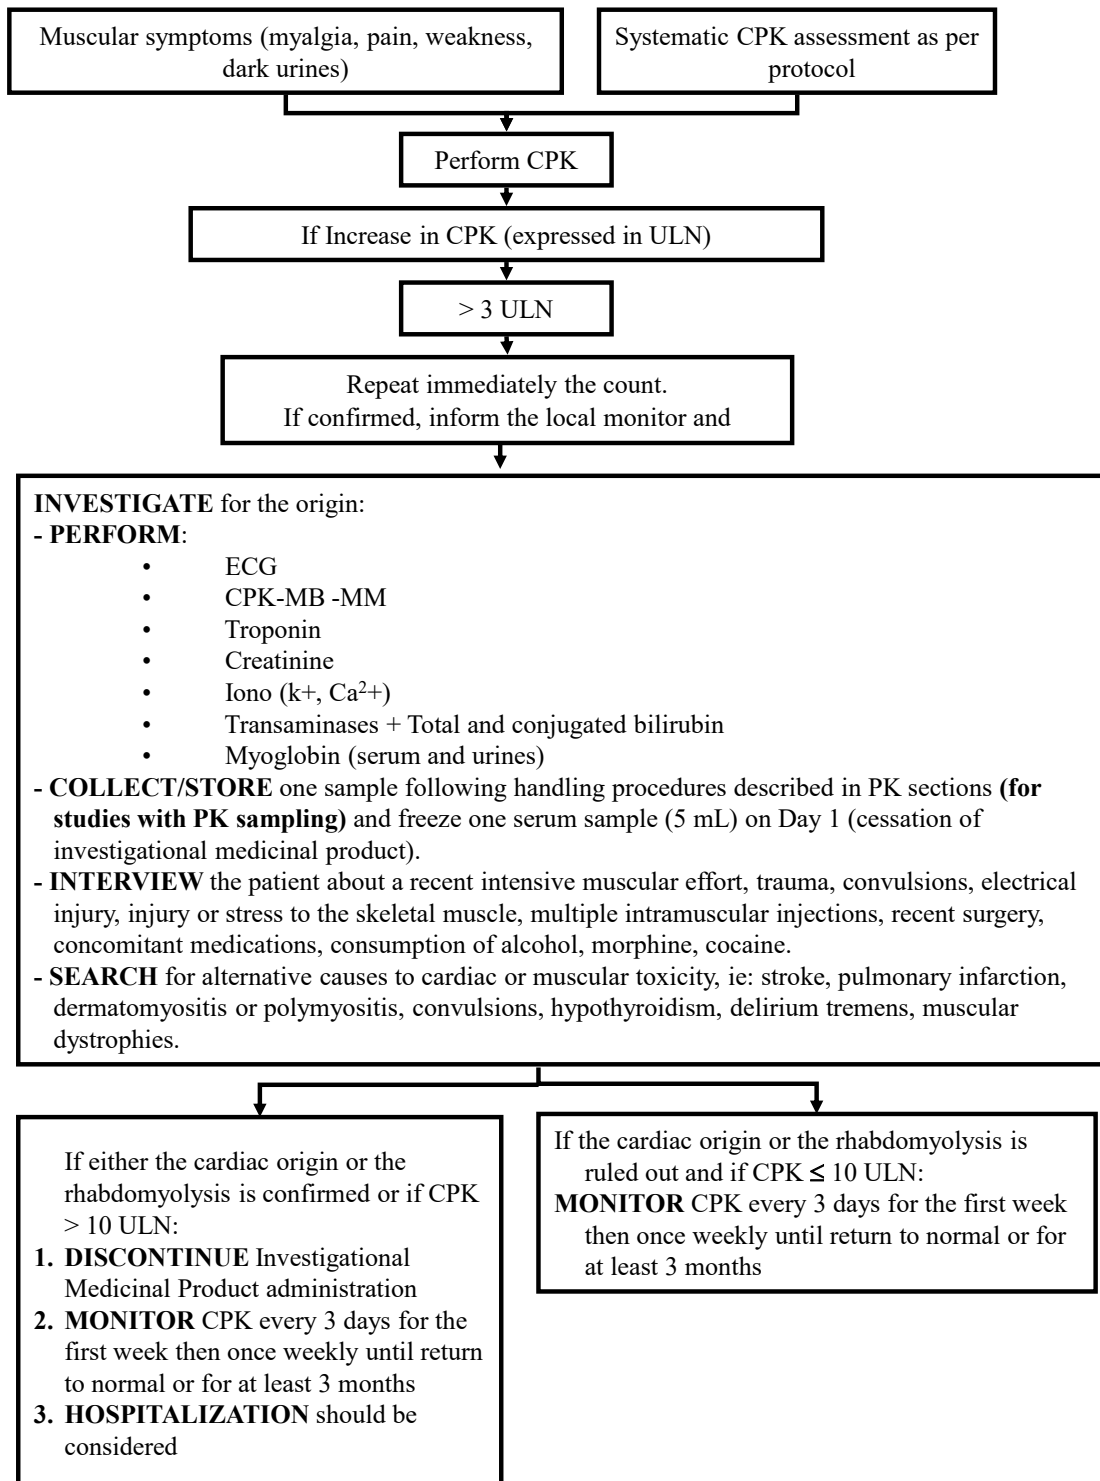 Muscular symptoms (myalgia, pain, weakness,
dark urines)
Systematic CPK assessment as per
protocol
Perform CPK
If Increase in CPK (expressed in ULN)
> 3 ULN
Repeat immediately the count.
If confirmed, inform the local monitor and
INVESTIGATE for the origin:
- PERFORM:
• ECG
• CPK-MB -MM
• Troponin
• Creatinine
• Iono (k+, Ca²⁺)
• Transaminases + Total and conjugated bilirubin
• Myoglobin (serum and urines)
- COLLECT/STORE one sample following handling procedures described in PK sections (for
studies with PK sampling) and freeze one serum sample (5 mL) on Day 1 (cessation of
investigational medicinal product).
- INTERVIEW the patient about a recent intensive muscular effort, trauma, convulsions, electrical
injury, injury or stress to the skeletal muscle, multiple intramuscular injections, recent surgery,
concomitant medications, consumption of alcohol, morphine, cocaine.
- SEARCH for alternative causes to cardiac or muscular toxicity, ie: stroke, pulmonary infarction,
dermatomyositis or polymyositis, convulsions, hypothyroidism, delirium tremens, muscular
dystrophies.
If either the cardiac origin or the
rhabdomyolysis is confirmed or if CPK
> 10 ULN:
1. DISCONTINUE Investigational
Medicinal Product administration
2. MONITOR CPK every 3 days for the
first week then once weekly until return
to normal or for at least 3 months
3. HOSPITALIZATION should be
considered
If the cardiac origin or the rhabdomyolysis is
ruled out and if CPK ≤ 10 ULN:
MONITOR CPK every 3 days for the first week
then once weekly until return to normal or for
at least 3 months